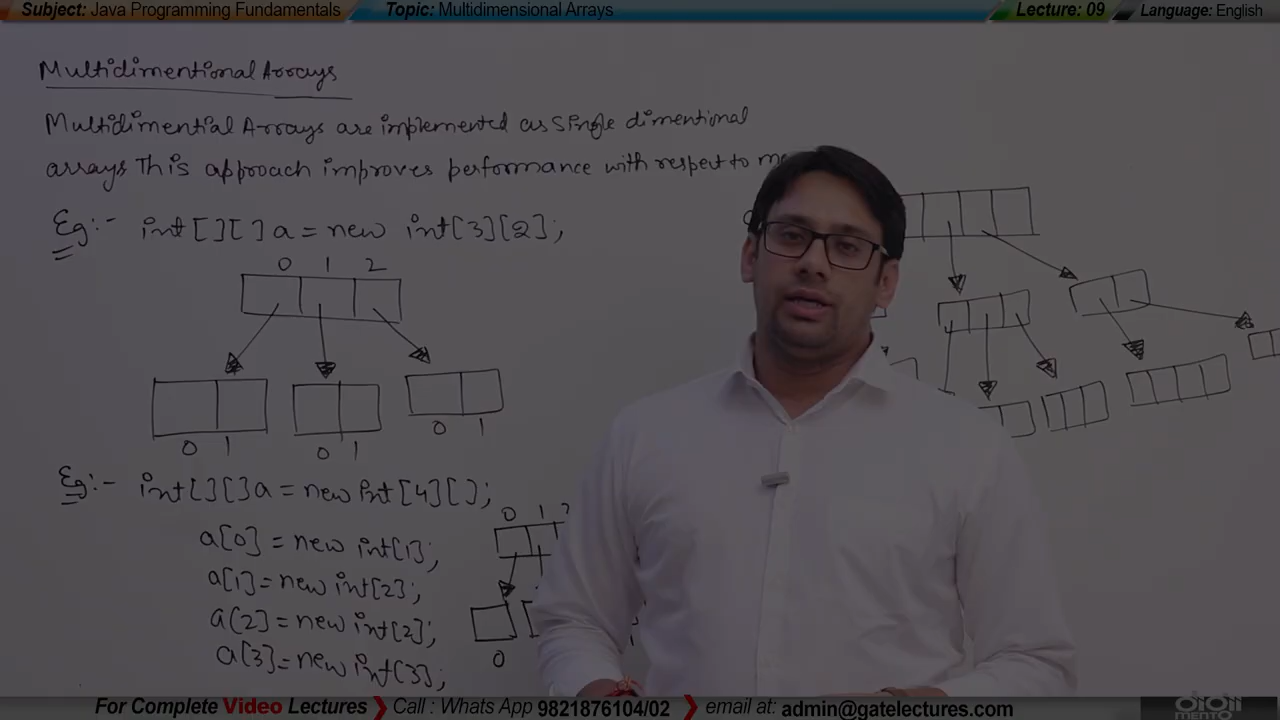 Subject: Java Programming Fundamentals Topic: Multidimensional Arrays Lecture: 09 Language: English
Multidimentional Arrays
Multidimential Arrays are implemented as single dimentional
arrays This approach improves performance with respect to
Eg:- int[][]a = new int[3][2];
0 1 2
0 1 0 1 0 1
Eg:- int[][]a = new int[4][];
0 1
a[0] = new int[1];
a[1] = new int[2];
a[2] = new int[2];
a[3] = new int[3];
0
For Complete Video Lectures Call : Whats App 9821876104/02 email at: admin@gatelectures.com